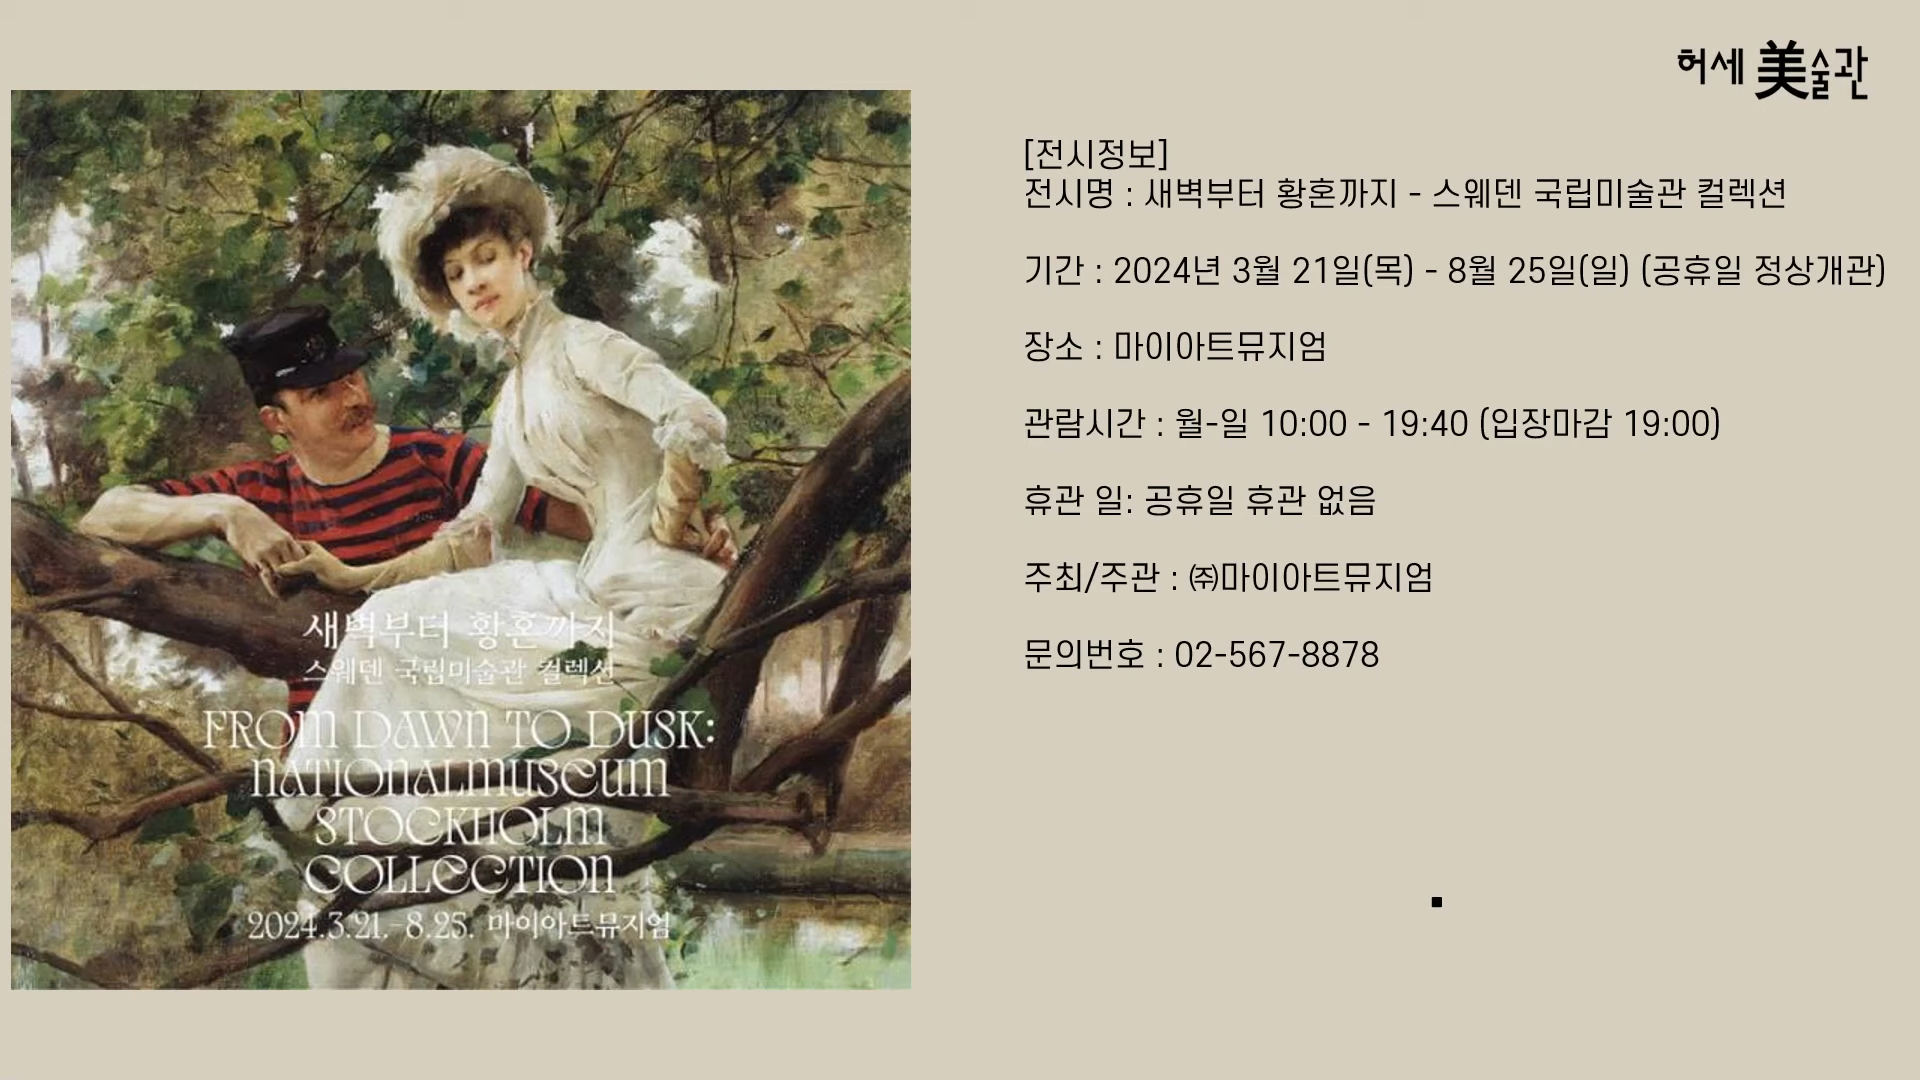 허세 美술관
[전시정보]
전시명 : 새벽부터 황혼까지 - 스웨덴 국립미술관 컬렉션
기간 : 2024년 3월 21일(목) - 8월 25일(일) (공휴일 정상개관)
장소 : 마이아트뮤지엄
관람시간 : 월-일 10:00 - 19:40 (입장마감 19:00)
휴관 일: 공휴일 휴관 없음
주최/주관 : ㈜마이아트뮤지엄
문의번호 : 02-567-8878
새벽부터 황혼까지
스웨덴 국립미술관 컬렉션
FROM DAWN TO DUSK:
NATIONALMUSEUM
STOCKHOLM
COLLECTION
2024.3.21.-8.25. 마이아트뮤지엄